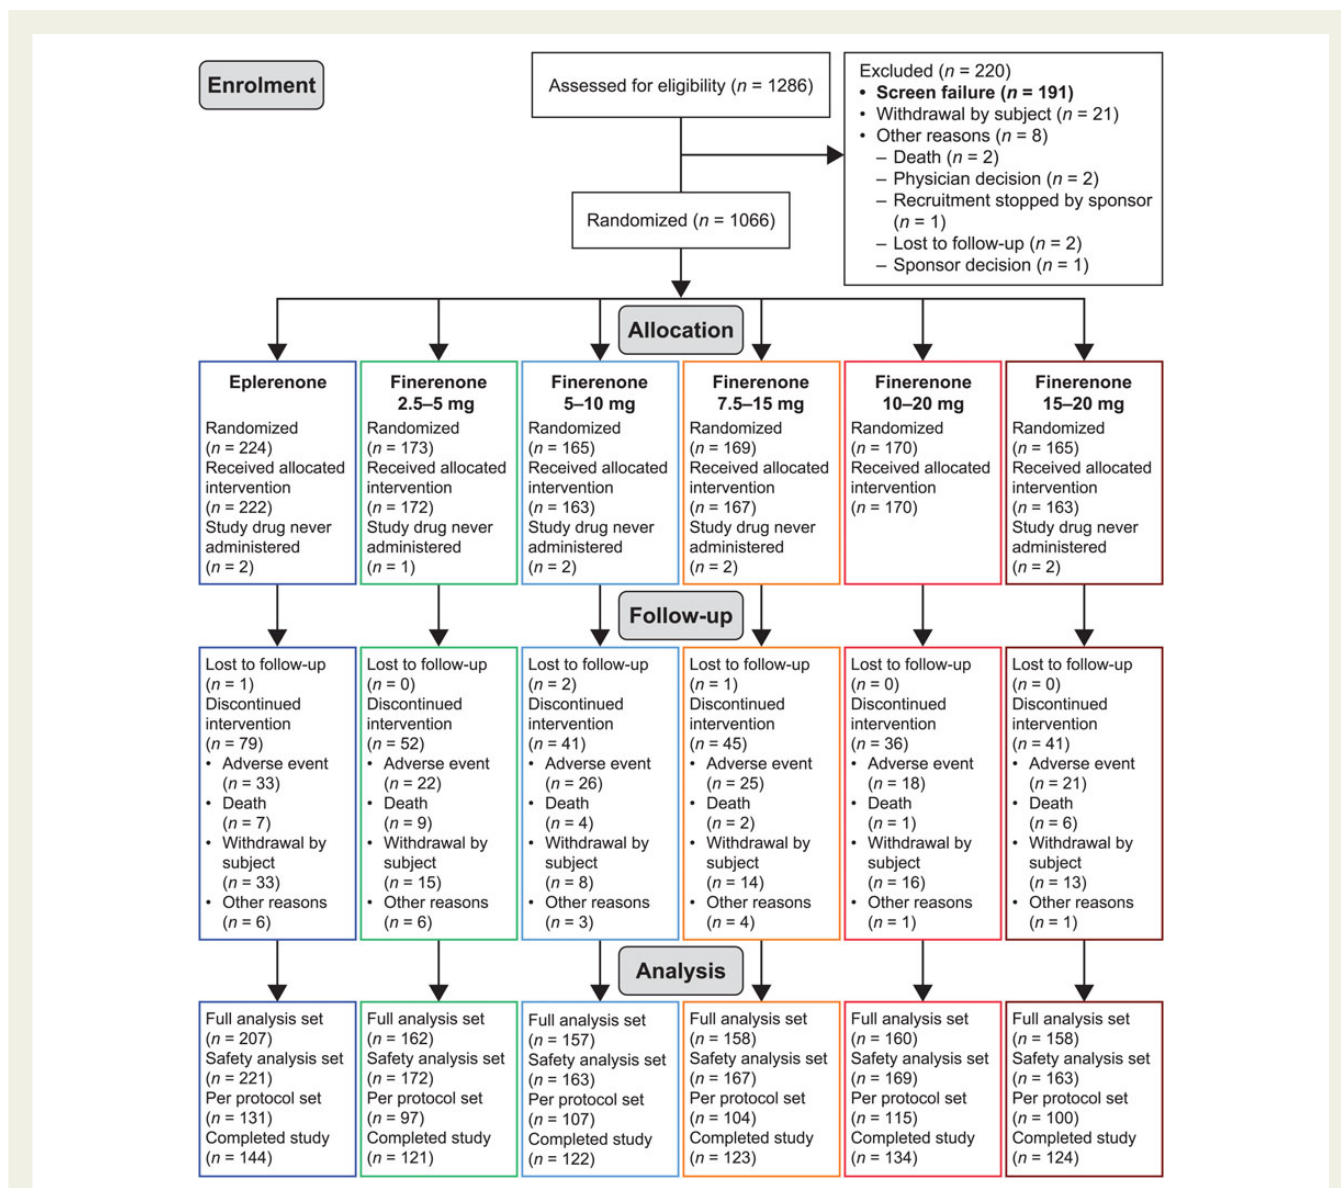 Enrolment
Assessed for eligibility (n = 1286)
Excluded (n = 220)
• Screen failure (n = 191)
• Withdrawal by subject (n = 21)
• Other reasons (n = 8)
– Death (n = 2)
– Physician decision (n = 2)
– Recruitment stopped by sponsor
(n = 1)
– Lost to follow-up (n = 2)
– Sponsor decision (n = 1)
Randomized (n = 1066)
Allocation
Eplerenone
Randomized
(n = 224)
Received allocated
intervention
(n = 222)
Study drug never
administered
(n = 2)
Finerenone
2.5–5 mg
Randomized
(n = 173)
Received allocated
intervention
(n = 172)
Study drug never
administered
(n = 1)
Finerenone
5–10 mg
Randomized
(n = 165)
Received allocated
intervention
(n = 163)
Study drug never
administered
(n = 2)
Finerenone
7.5–15 mg
Randomized
(n = 169)
Received allocated
intervention
(n = 167)
Study drug never
administered
(n = 2)
Finerenone
10–20 mg
Randomized
(n = 170)
Received allocated
intervention
(n = 170)
Finerenone
15–20 mg
Randomized
(n = 165)
Received allocated
intervention
(n = 163)
Study drug never
administered
(n = 2)
Follow-up
Lost to follow-up
(n = 1)
Discontinued
intervention
(n = 79)
• Adverse event
(n = 33)
• Death
(n = 7)
• Withdrawal by
subject
(n = 33)
• Other reasons
(n = 6)
Lost to follow-up
(n = 0)
Discontinued
intervention
(n = 52)
• Adverse event
(n = 22)
• Death
(n = 9)
• Withdrawal by
subject
(n = 15)
• Other reasons
(n = 6)
Lost to follow-up
(n = 2)
Discontinued
intervention
(n = 41)
• Adverse event
(n = 26)
• Death
(n = 4)
• Withdrawal by
subject
(n = 8)
• Other reasons
(n = 3)
Lost to follow-up
(n = 1)
Discontinued
intervention
(n = 45)
• Adverse event
(n = 25)
• Death
(n = 2)
• Withdrawal by
subject
(n = 14)
• Other reasons
(n = 4)
Lost to follow-up
(n = 0)
Discontinued
intervention
(n = 36)
• Adverse event
(n = 18)
• Death
(n = 1)
• Withdrawal by
subject
(n = 16)
• Other reasons
(n = 1)
Lost to follow-up
(n = 0)
Discontinued
intervention
(n = 41)
• Adverse event
(n = 21)
• Death
(n = 6)
• Withdrawal by
subject
(n = 13)
• Other reasons
(n = 1)
Analysis
Full analysis set
(n = 207)
Safety analysis set
(n = 221)
Per protocol set
(n = 131)
Completed study
(n = 144)
Full analysis set
(n = 162)
Safety analysis set
(n = 172)
Per protocol set
(n = 97)
Completed study
(n = 121)
Full analysis set
(n = 157)
Safety analysis set
(n = 163)
Per protocol set
(n = 107)
Completed study
(n = 122)
Full analysis set
(n = 158)
Safety analysis set
(n = 167)
Per protocol set
(n = 104)
Completed study
(n = 123)
Full analysis set
(n = 160)
Safety analysis set
(n = 169)
Per protocol set
(n = 115)
Completed study
(n = 134)
Full analysis set
(n = 158)
Safety analysis set
(n = 163)
Per protocol set
(n = 100)
Completed study
(n = 124)